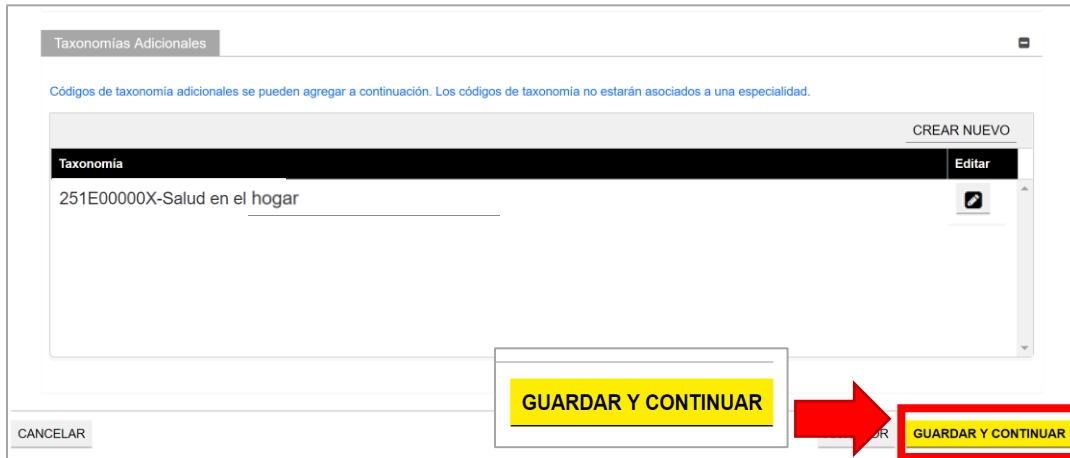 Taxonomías Adicionales
Códigos de taxonomía adicionales se pueden agregar a continuación. Los códigos de taxonomía no estarán asociados a una especialidad.
CREAR NUEVO
Taxonomía Editar
251E00000X-Salud en el hogar
GUARDAR Y CONTINUAR
CANCELAR GUARDAR Y CONTINUAR